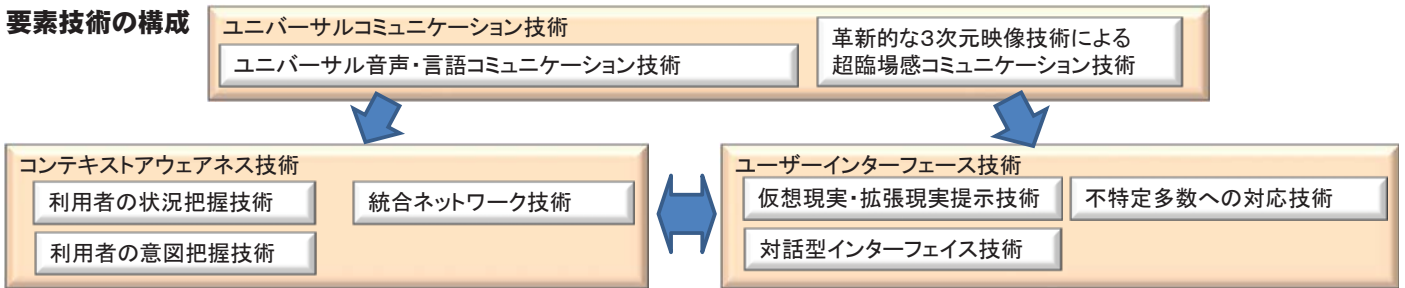 要素技術の構成
ユニバーサルコミュニケーション技術
ユニバーサル音声・言語コミュニケーション技術
革新的な3次元映像技術による
超臨場感コミュニケーション技術
コンテキストアウェアネス技術
利用者の状況把握技術
統合ネットワーク技術
利用者の意図把握技術
ユーザーインターフェース技術
仮想現実・拡張現実提示技術
不特定多数への対応技術
対話型インターフェイス技術